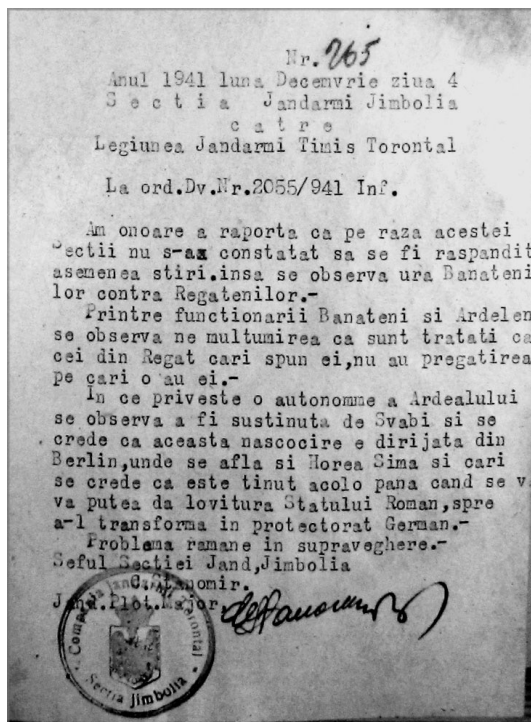 Nr. 265
Anul 1941 luna Decemvrie ziua 4
S e c t i a   Jandarmi Jimbolia
c a t r e
Legiunea Jandarmi Timis Torontal
La ord.Dv.Nr.2055/941 Inf.
Am onoare a raporta ca pe raza acestei
Sectii nu s-ax constatat sa se fi raspandit
asemenea stiri.insa se observa ura Banateni
lor contra Regatenilor.-
Printre functionarii Banateni si Ardelen
se observa ne multumirea ca sunt tratati ca
cei din Regat cari spun ei,nu au pregatirea
pe cari o au ei.-
In ce priveste o autonomme a Ardealului
se observa a fi sustinuta de Svabi si se
crede ca aceasta nascocire e dirijata din
Berlin,unde se afla si Horea Sima si cari
se crede ca este tinut acolo pana cand se v
va putea da lovitura Statului Roman,spre
a-l transforma in protectorat German.-
Problema ramane in supraveghere.-
Seful Sectiei Jand,Jimbolia
C.Stanomir.
Jand.Plot.Major.
Compania Jandarmi Torontal
Sectia Jimbolia